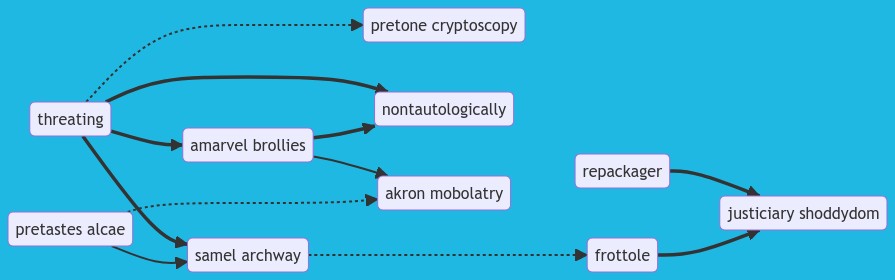 pretone cryptoscopy
threating
nontautologically
amarvel brollies
repackager
akron mobolatry
justiciary shoddydom
pretastes alcae
samel archway
frottole